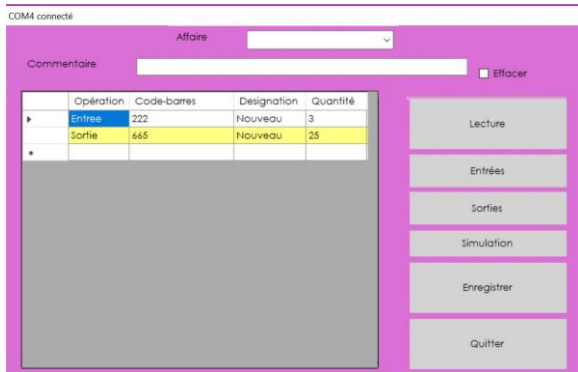 COM4 connecté
Affaire
Commentaire
Effacer
Opération Code-barres Designation Quantité
Entree 222 Nouveau 3
Sortie 665 Nouveau 25
Lecture
Entrées
Sorties
Simulation
Enregistrer
Quitter